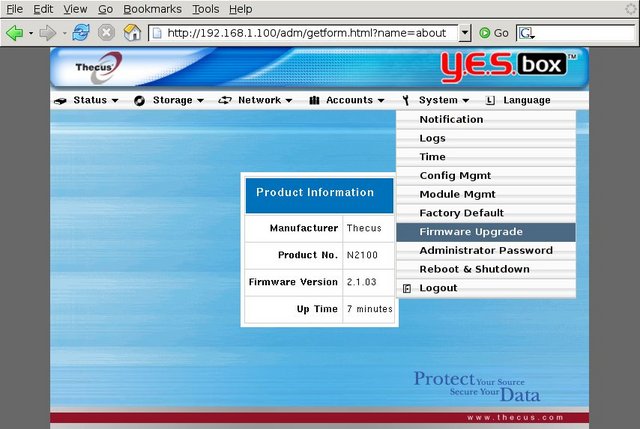 File Edit View Go Bookmarks Tools Help
http://192.168.1.100/adm/getform.html?name=about Go G
Thecus Y.E.S. box TM
Status Storage Network Accounts System Language
Notification
Logs
Time
Config Mgmt
Module Mgmt
Factory Default
Firmware Upgrade
Administrator Password
Reboot & Shutdown
Logout
Product Information
Manufacturer Thecus
Product No. N2100
Firmware Version 2.1.03
Up Time 7 minutes
Protect Your Source
Secure Your Data
www.thecus.com